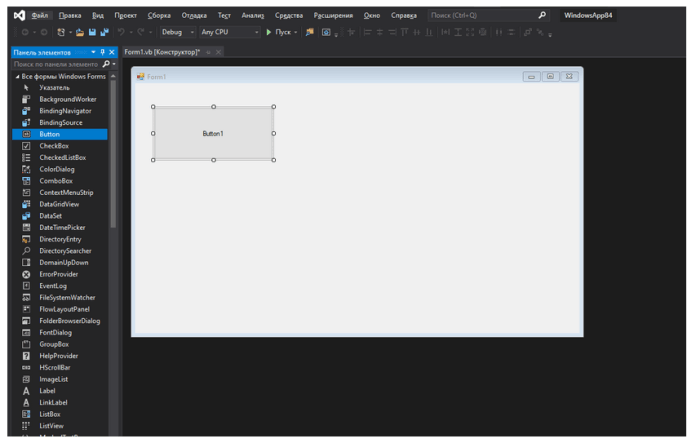 Файл Правка Вид Проект Сборка Отладка Тест Анализ Средства Расширения Окно Справка Поиск (Ctrl+Q) WindowsApp84
Debug Any CPU Пуск
Панель элементов Form1.vb [Конструктор]*
Поиск по панели элементо
Все формы Windows Forms
Form1
Указатель
BackgroundWorker
BindingNavigator
BindingSource
Button
Button1
CheckBox
CheckedListBox
ColorDialog
ComboBox
ContextMenuStrip
DataGridView
DataSet
DateTimePicker
DirectoryEntry
DirectorySearcher
DomainUpDown
ErrorProvider
EventLog
FileSystemWatcher
FlowLayoutPanel
FolderBrowserDialog
FontDialog
GroupBox
HelpProvider
HScrollBar
ImageList
Label
LinkLabel
ListBox
ListView